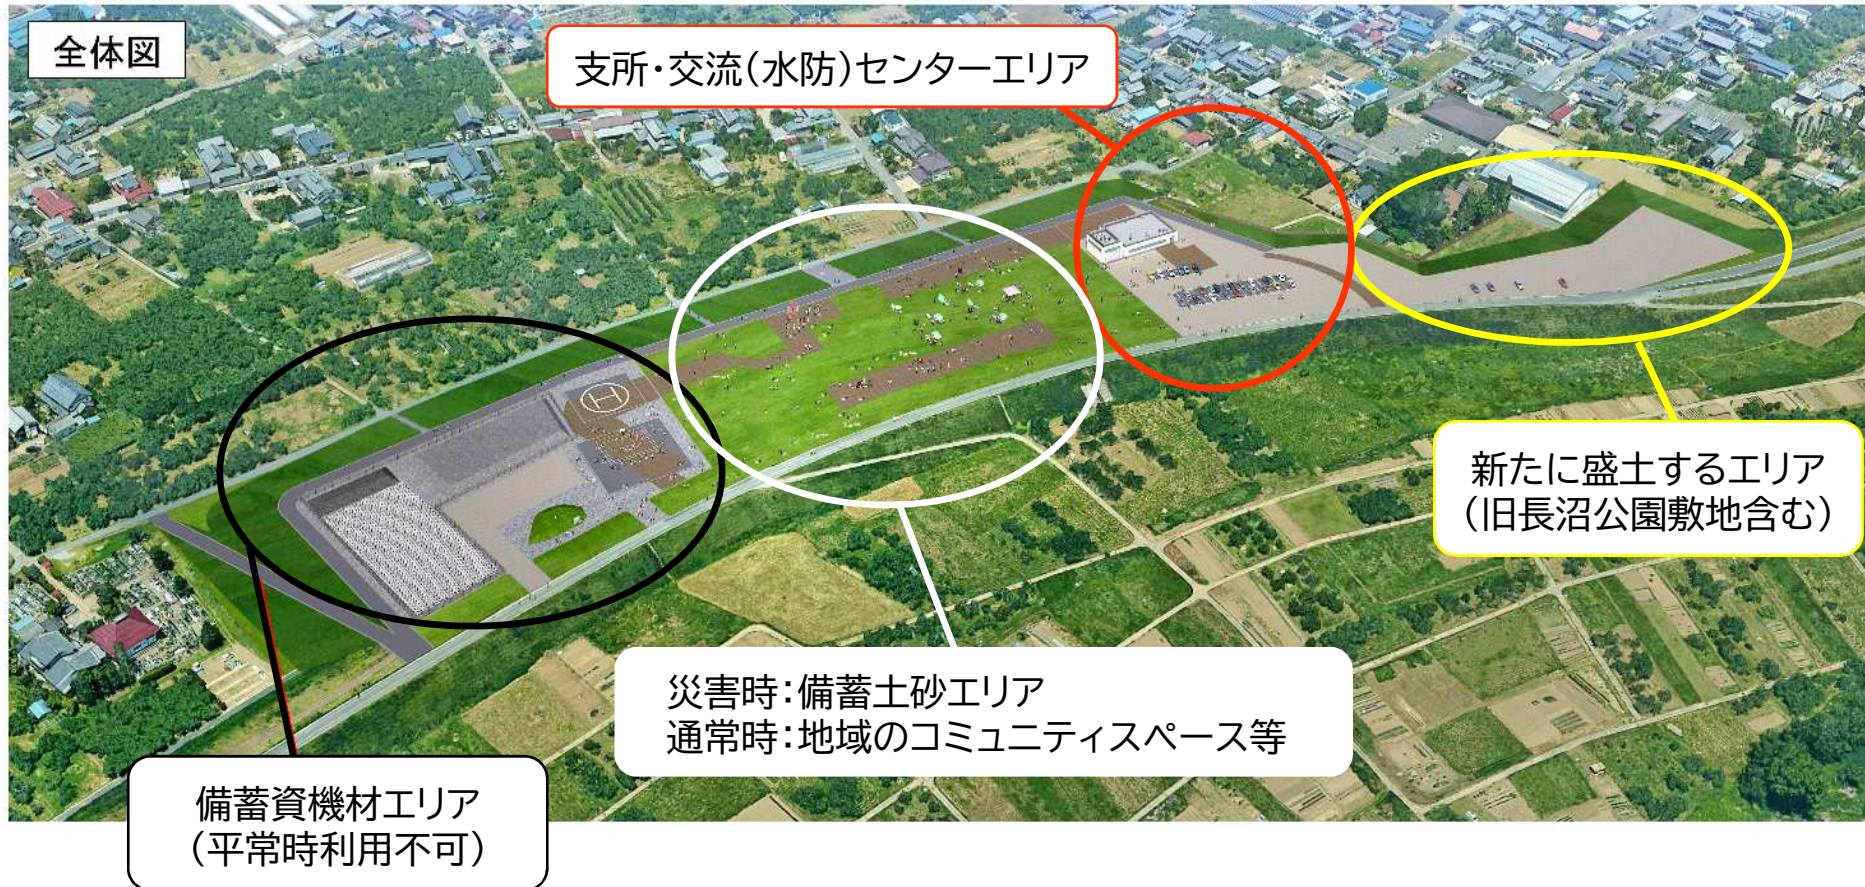 全体図
支所・交流(水防)センターエリア
新たに盛土するエリア
(旧長沼公園敷地含む)
災害時:備蓄土砂エリア
通常時:地域のコミュニティスペース等
備蓄資機材エリア
(平常時利用不可)
H